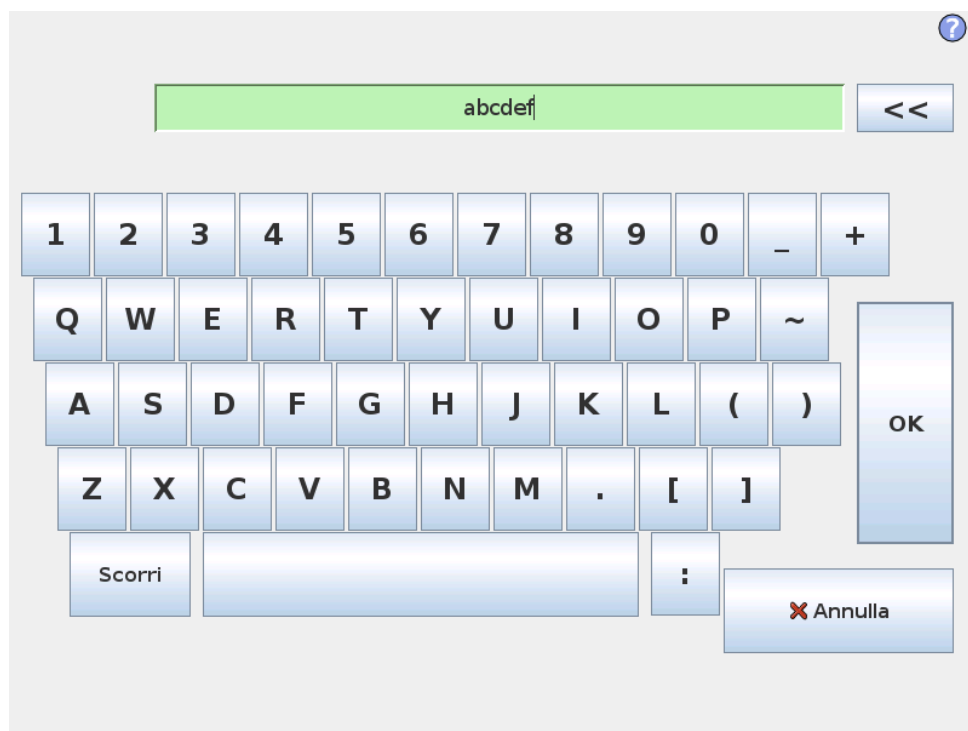 ?
abcdef <<
1 2 3 4 5 6 7 8 9 0 _ +
Q W E R T Y U I O P ~
A S D F G H J K L ( )
OK
Z X C V B N M . [ ]
Scorri :
Annulla